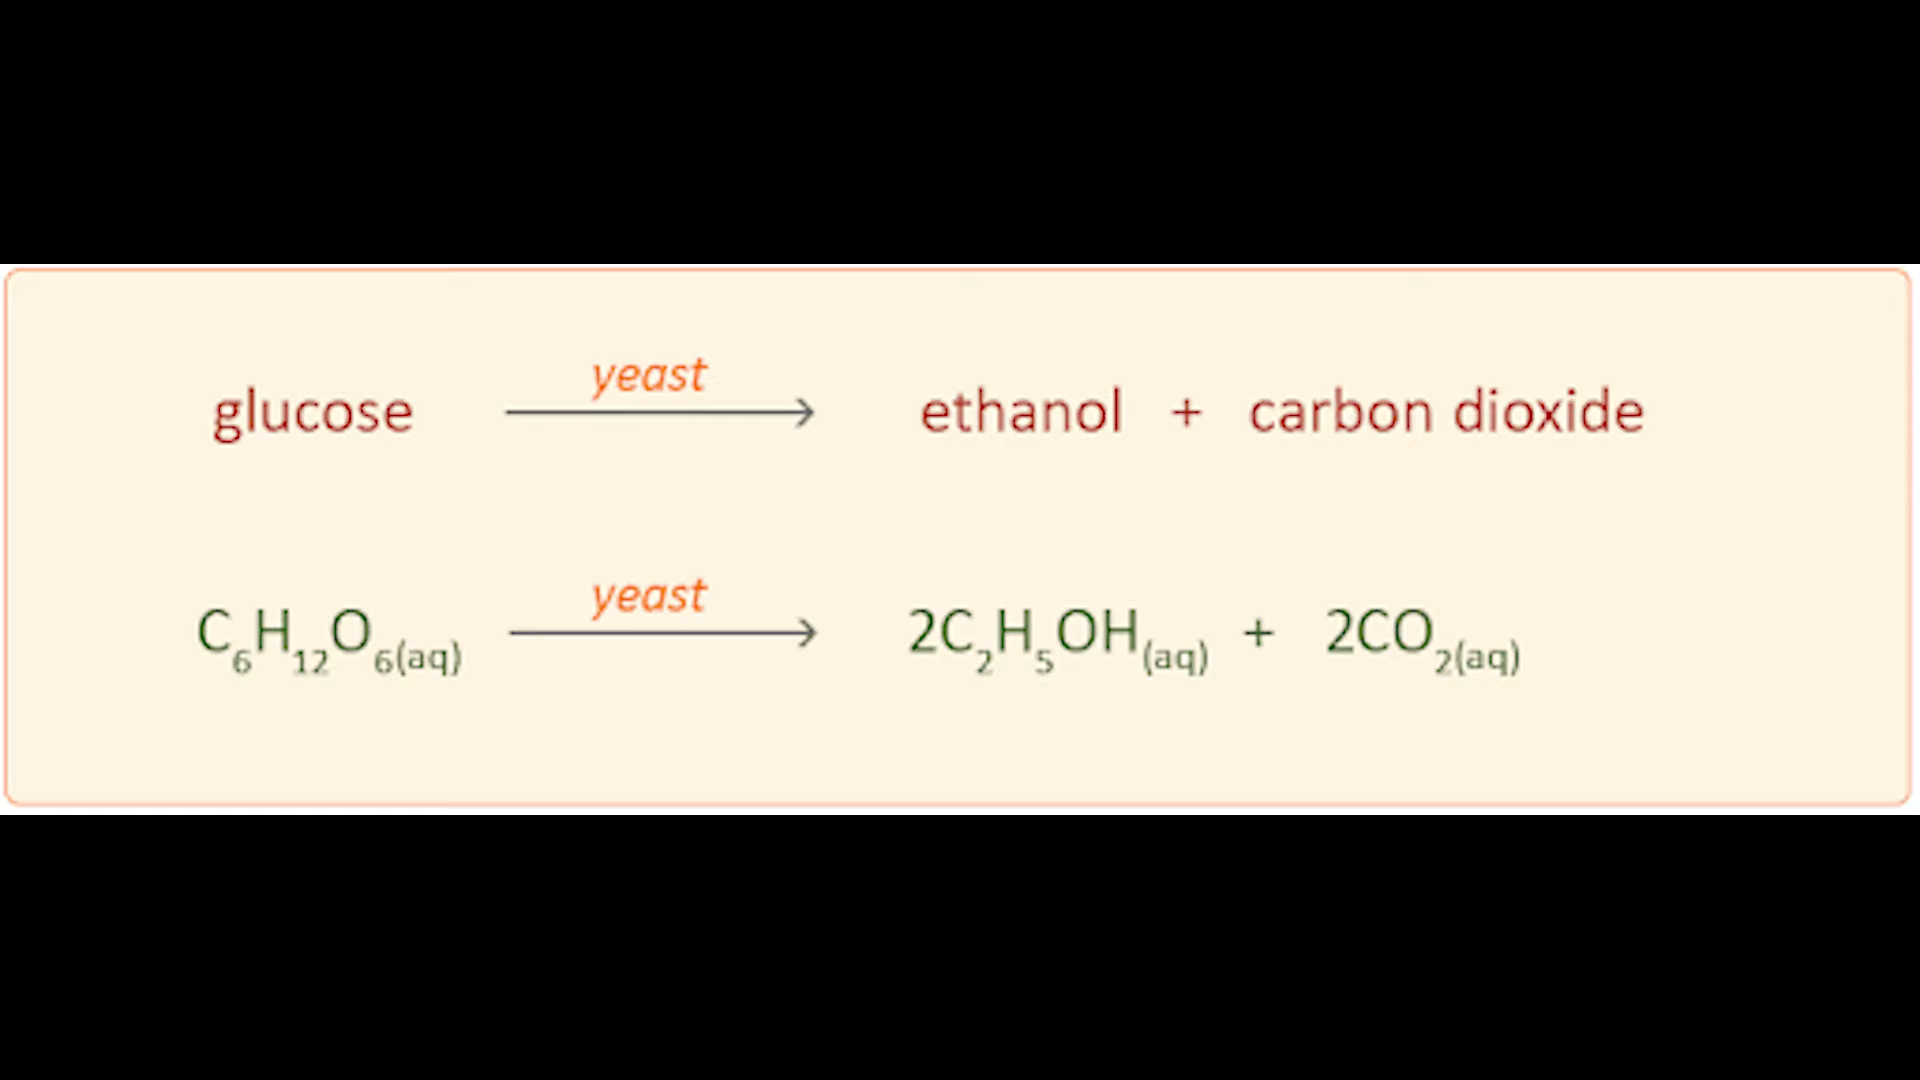 yeast
glucose → ethanol + carbon dioxide
yeast
C₆H₁₂O₆(aq) → 2C₂H₅OH(aq) + 2CO₂(aq)